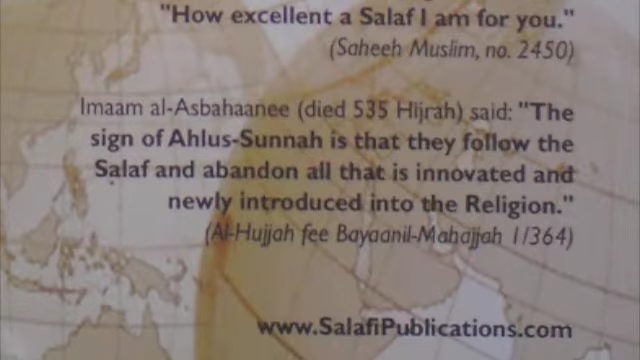 "How excellent a Salaf I am for you."
(Saheeh Muslim, no. 2450)
Imaam al-Asbahaanee (died 535 Hijrah) said: "The
sign of Ahlus-Sunnah is that they follow the
Salaf and abandon all that is innovated and
newly introduced into the Religion."
(Al-Hujjah fee Bayaanil-Mahajjah 1/364)
www.SalafiPublications.com